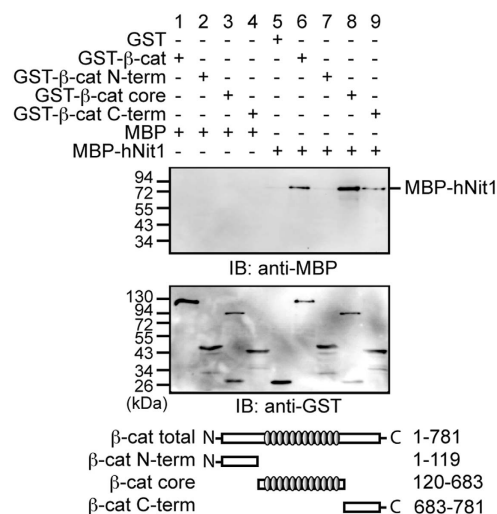 1 2 3 4 5 6 7 8 9
GST - - - - + - - - -
GST-β-cat + - - - - + - - -
GST-β-cat N-term - + - - - - + - -
GST-β-cat core - - + - - - - + -
GST-β-cat C-term - - - + - - - - +
MBP + + + + - - - - -
MBP-hNit1 - - - - + + + + +
94
72
55
43
34
MBP-hNit1
IB: anti-MBP
130
94
72
55
43
34
26
(kDa)
IB: anti-GST
β-cat total N C 1-781
β-cat N-term N 1-119
β-cat core 120-683
β-cat C-term C 683-781